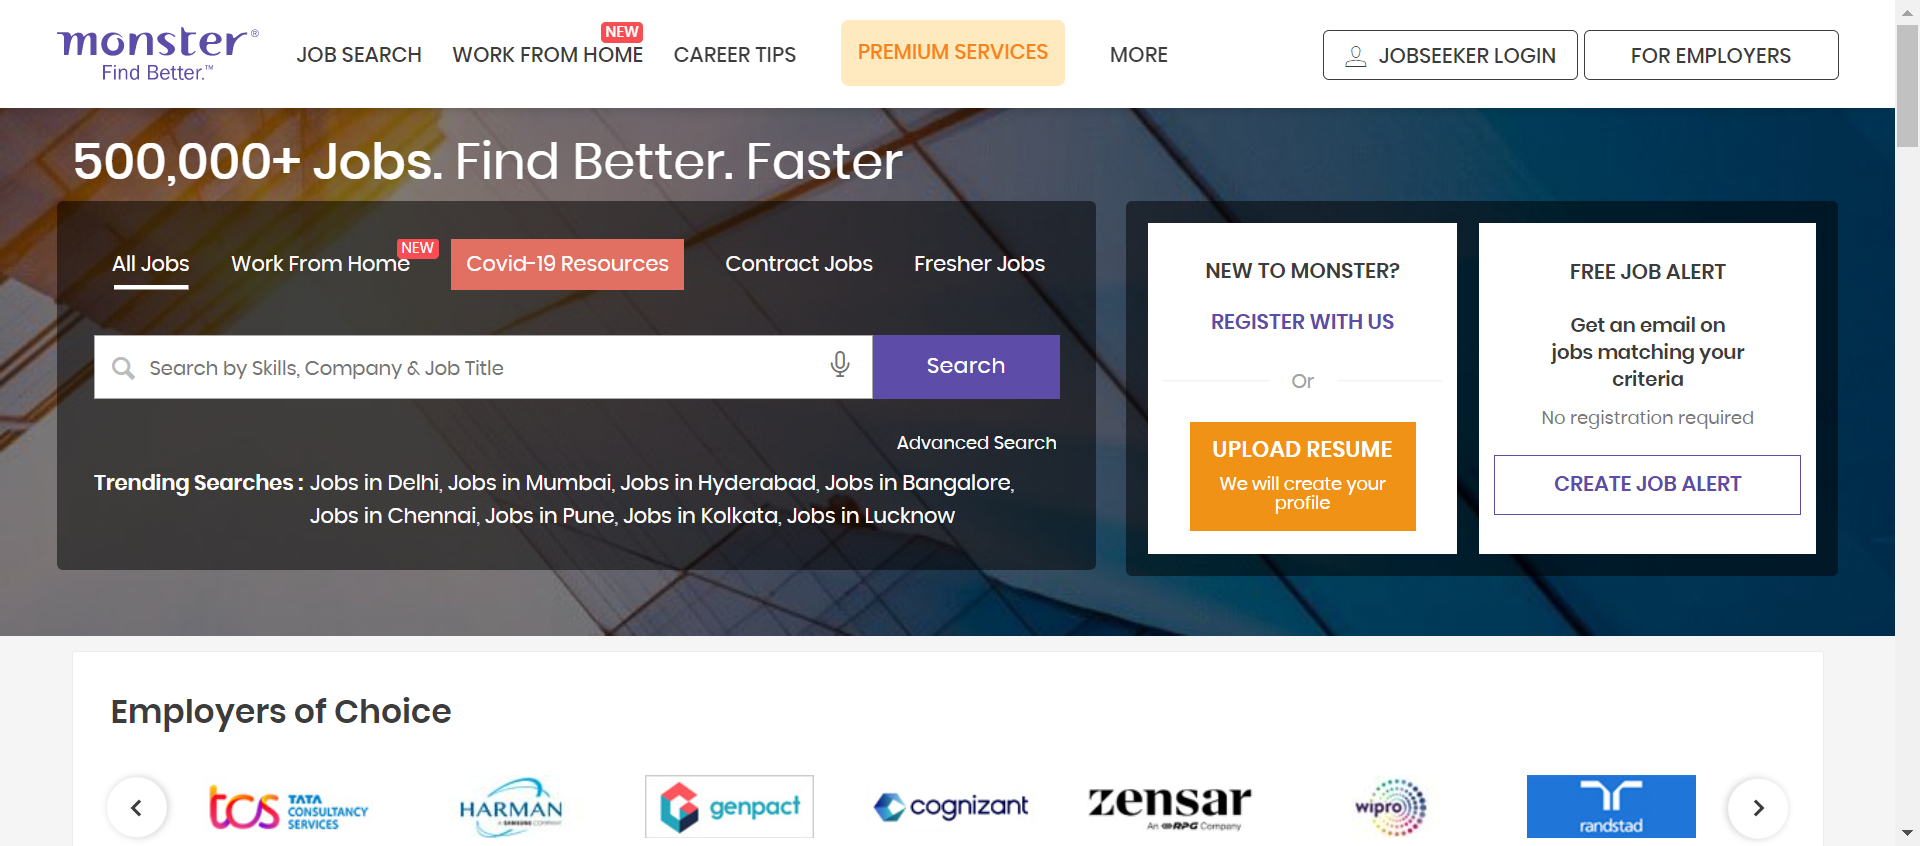 monster®
Find Better.™
JOB SEARCH
WORK FROM HOME
NEW
CAREER TIPS
PREMIUM SERVICES
MORE
JOBSEEKER LOGIN
FOR EMPLOYERS
500,000+ Jobs. Find Better. Faster
All Jobs
Work From Home
NEW
Covid-19 Resources
Contract Jobs
Fresher Jobs
Search by Skills, Company & Job Title
Search
Advanced Search
Trending Searches : Jobs in Delhi, Jobs in Mumbai, Jobs in Hyderabad, Jobs in Bangalore,
Jobs in Chennai, Jobs in Pune, Jobs in Kolkata, Jobs in Lucknow
NEW TO MONSTER?
REGISTER WITH US
Or
UPLOAD RESUME
We will create your
profile
FREE JOB ALERT
Get an email on
jobs matching your
criteria
No registration required
CREATE JOB ALERT
Employers of Choice
tcs TATA
CONSULTANCY
SERVICES
HARMAN
A SAMSUNG COMPANY
genpact
cognizant
zensar
An RPG Company
wipro
randstad